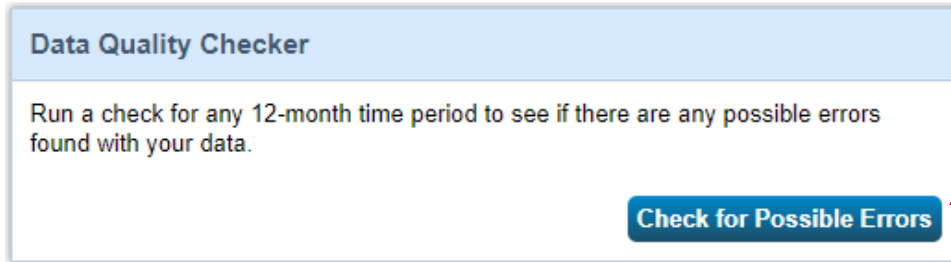 Data Quality Checker
Run a check for any 12-month time period to see if there are any possible errors
found with your data.
Check for Possible Errors